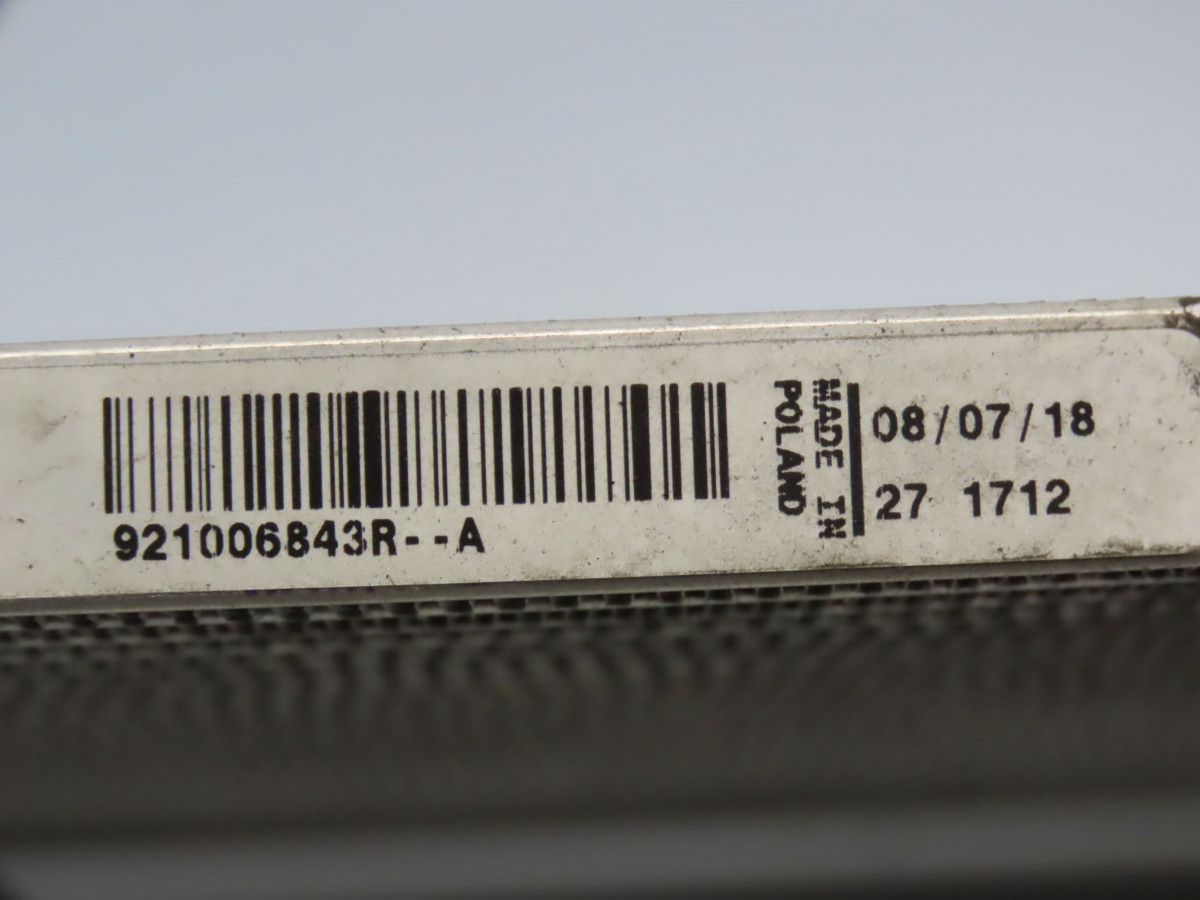 921006843R--A
MADE IN
POLAND
08/07/18
27 1712